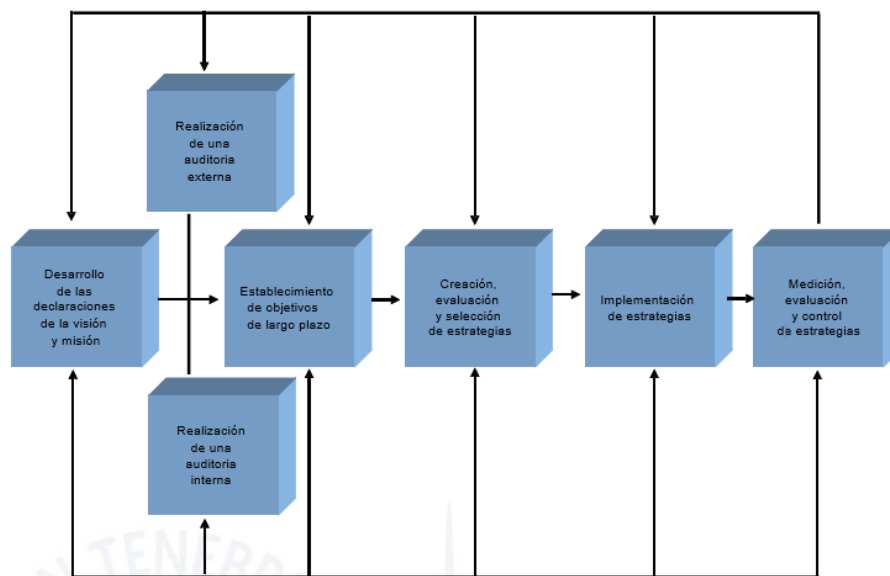 Realización
de una
auditoria
externa
Desarrollo
de las
declaraciones
de la visión
y misión
Establecimiento
de objetivos
de largo plazo
Creación,
evaluación
y selección
de estrategias
Implementación
de estrategias
Medición,
evaluación
y control
de estrategias
Realización
de una
auditoria
interna
TENEBR